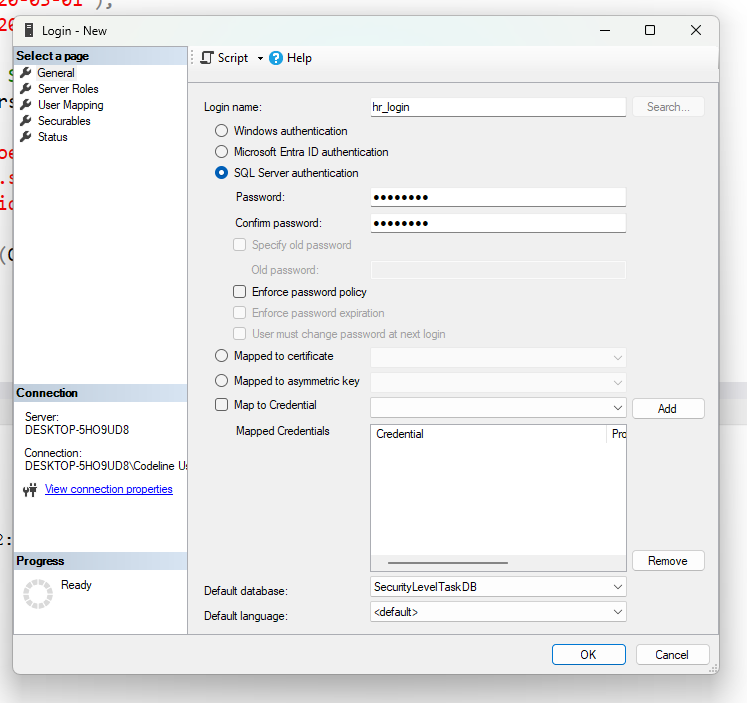 Login - New
Select a page
General
Server Roles
User Mapping
Securables
Status
Script
Help
Login name:
hr_login
Search...
Windows authentication
Microsoft Entra ID authentication
SQL Server authentication
Password:
●●●●●●●●
Confirm password:
●●●●●●●●
Specify old password
Old password:
Enforce password policy
Enforce password expiration
User must change password at next login
Mapped to certificate
Mapped to asymmetric key
Map to Credential
Add
Mapped Credentials
Credential
Pro
Remove
Default database:
SecurityLevelTaskDB
Default language:
<default>
Connection
Server:
DESKTOP-5HO9UD8
Connection:
DESKTOP-5HO9UD8\Codeline Us
View connection properties
Progress
Ready
OK
Cancel